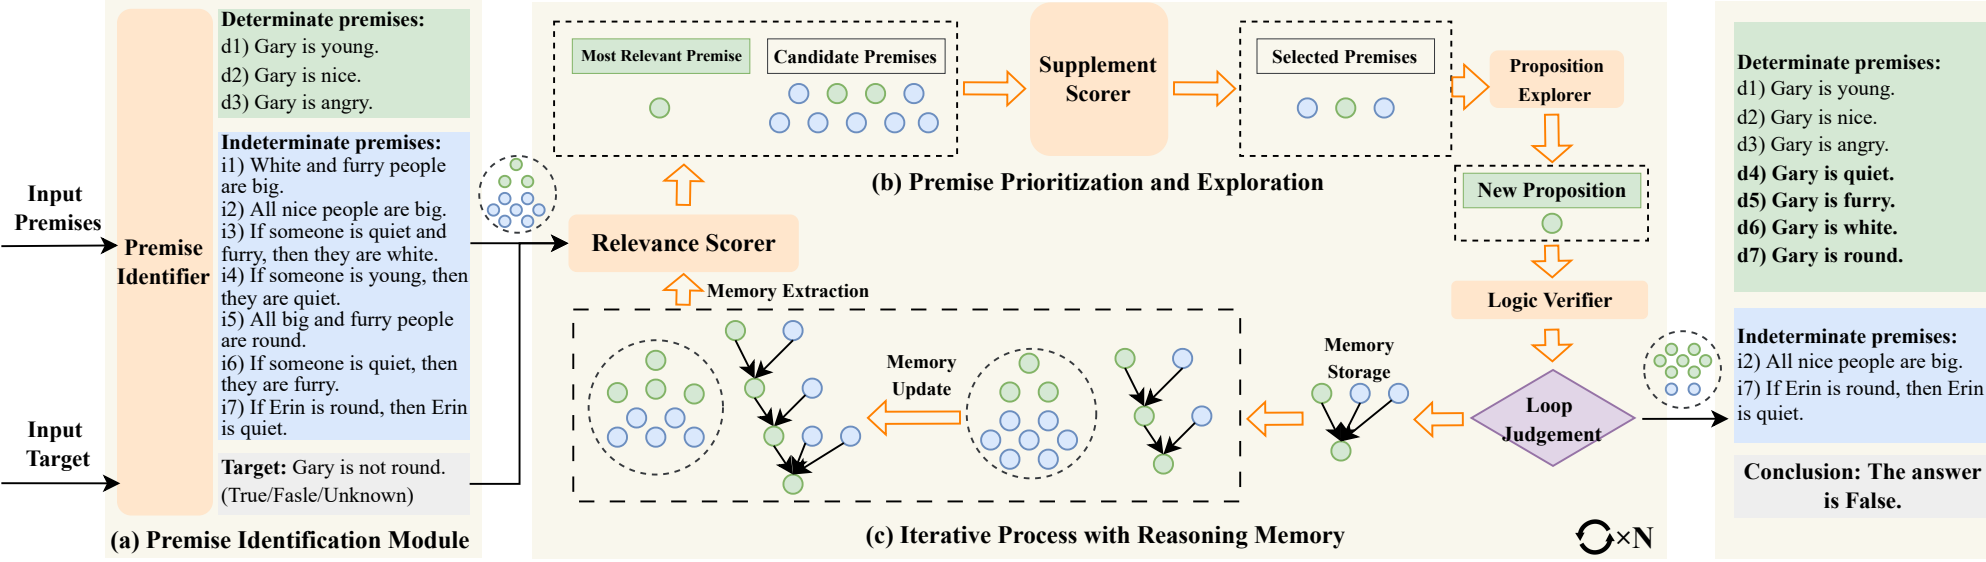 Input
Premises
Input
Target
Premise
Identifier
Determinate premises:
d1) Gary is young.
d2) Gary is nice.
d3) Gary is angry.
Indeterminate premises:
i1) White and furry people
are big.
i2) All nice people are big.
i3) If someone is quiet and
furry, then they are white.
i4) If someone is young, then
they are quiet.
i5) All big and furry people
are round.
i6) If someone is quiet, then
they are furry.
i7) If Erin is round, then Erin
is quiet.
Target: Gary is not round.
(True/Fasle/Unknown)
(a) Premise Identification Module
Most Relevant Premise
Candidate Premises
Supplement
Scorer
Selected Premises
Proposition
Explorer
(b) Premise Prioritization and Exploration
New Proposition
Relevance Scorer
Logic Verifier
Memory Extraction
Memory
Update
Memory
Storage
Loop
Judgement
(c) Iterative Process with Reasoning Memory
×N
Determinate premises:
d1) Gary is young.
d2) Gary is nice.
d3) Gary is angry.
d4) Gary is quiet.
d5) Gary is furry.
d6) Gary is white.
d7) Gary is round.
Indeterminate premises:
i2) All nice people are big.
i7) If Erin is round, then Erin
is quiet.
Conclusion: The answer
is False.